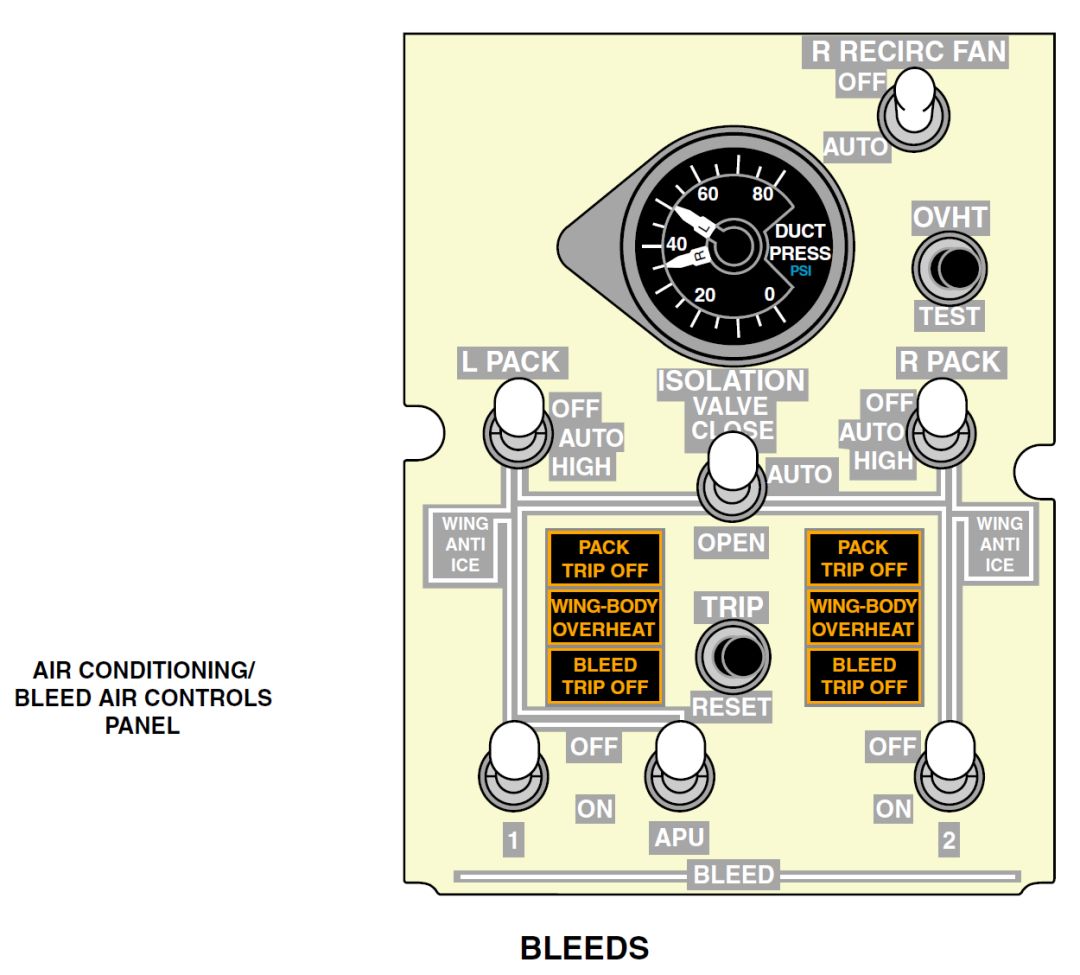 R RECIRC FAN
OFF
AUTO
60
80
40
20
0
L
R
DUCT
PRESS
PSI
OVHT
TEST
L PACK
OFF
AUTO
HIGH
ISOLATION
VALVE
CLOSE
AUTO
OPEN
R PACK
OFF
AUTO
HIGH
WING
ANTI
ICE
PACK
TRIP OFF
WING-BODY
OVERHEAT
BLEED
TRIP OFF
TRIP
RESET
PACK
TRIP OFF
WING-BODY
OVERHEAT
BLEED
TRIP OFF
WING
ANTI
ICE
AIR CONDITIONING/
BLEED AIR CONTROLS
PANEL
OFF
ON
1
APU
OFF
ON
2
BLEED
BLEEDS